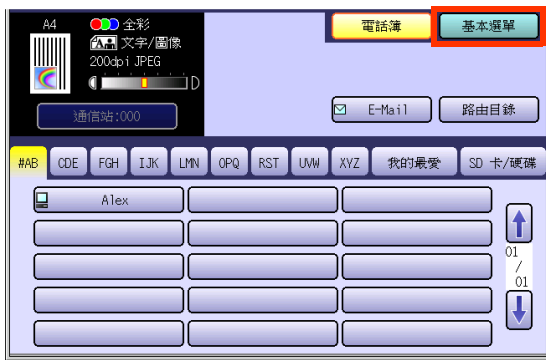 A4 全彩
文字/圖像
200dpi JPEG
D
通信站:000
電話簿 基本選單
E-Mail 路由目錄
#AB CDE FGH IJK LMN OPQ RST UVW XYZ 我的最愛 SD 卡/硬碟
Alex
01
/
01